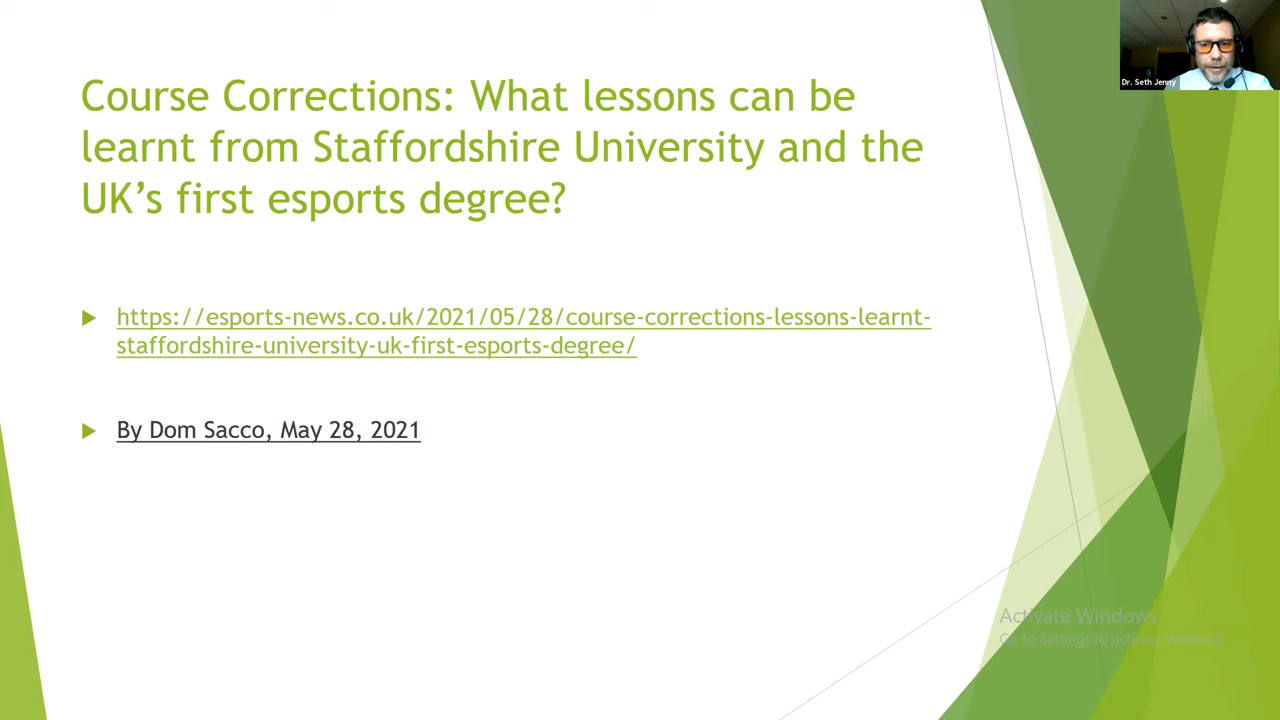 Dr. Seth Jenny
Course Corrections: What lessons can be
learnt from Staffordshire University and the
UK's first esports degree?
https://esports-news.co.uk/2021/05/28/course-corrections-lessons-learnt-
staffordshire-university-uk-first-esports-degree/
By Dom Sacco, May 28, 2021
Activate Windows
Go to Settings to activate Windows.